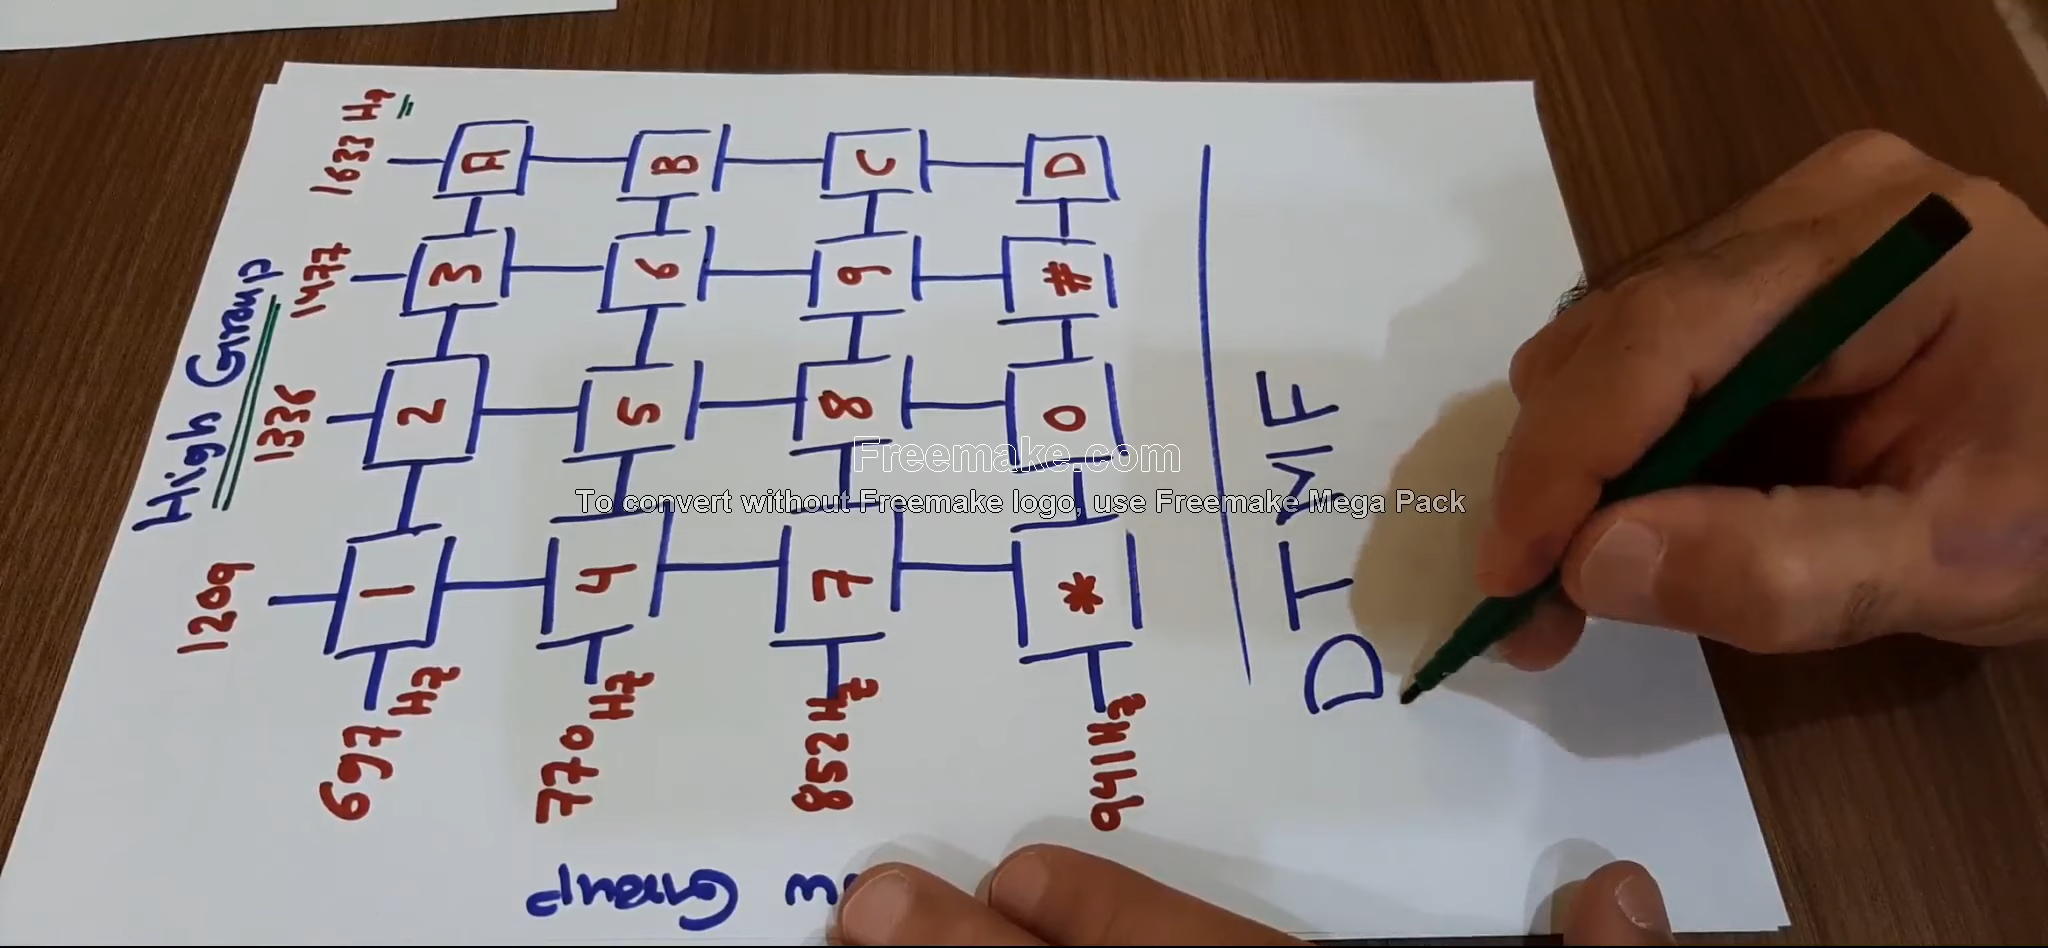 High Group
1209 1336 1477 1633 Hz
697 Hz 1 2 3 A
770 Hz 4 5 6 B
852 Hz 7 8 9 C
941 Hz * 0 # D
Group
DTMF
Freemake.com
To convert without Freemake logo, use Freemake Mega Pack